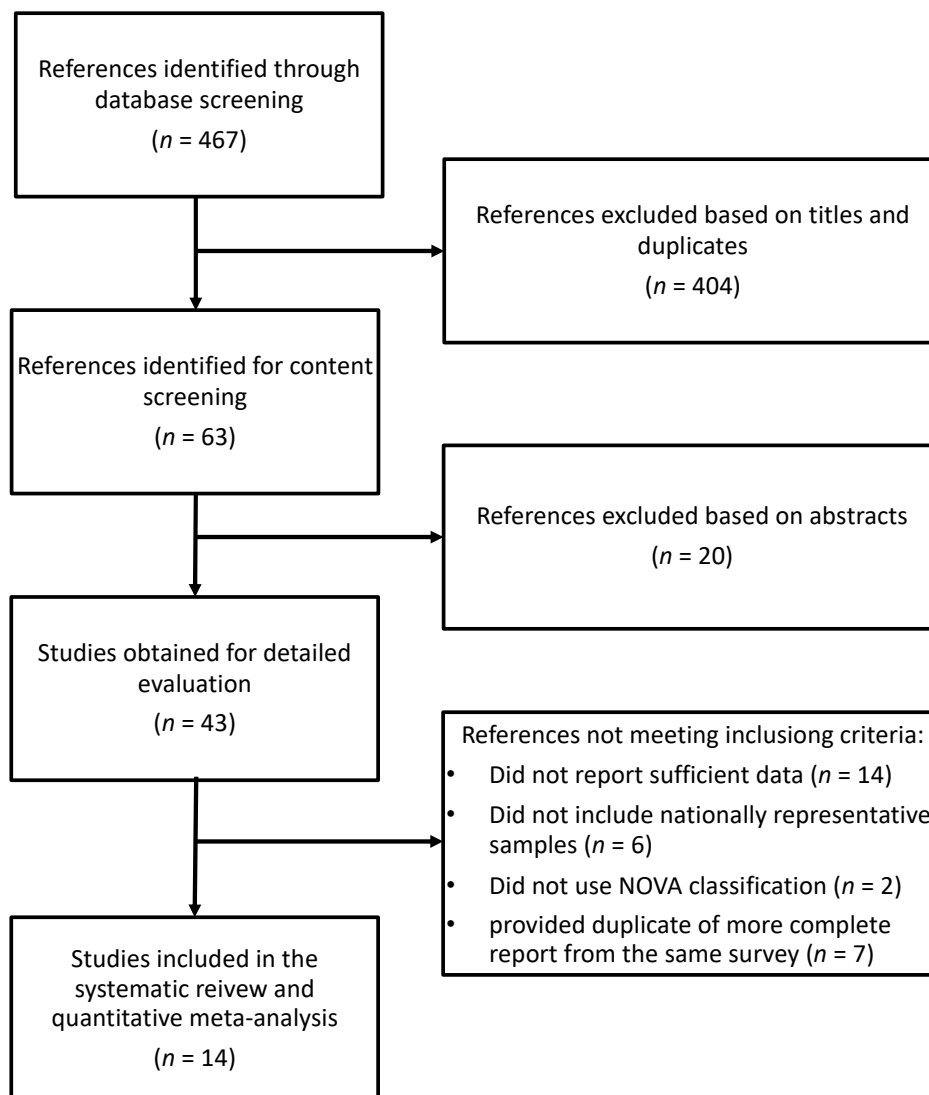 References identified through
database screening
(n = 467)
References excluded based on titles and
duplicates
(n = 404)
References identified for content
screening
(n = 63)
References excluded based on abstracts
(n = 20)
Studies obtained for detailed
evaluation
(n = 43)
References not meeting inclusiong criteria:
• Did not report sufficient data (n = 14)
• Did not include nationally representative
samples (n = 6)
• Did not use NOVA classification (n = 2)
• provided duplicate of more complete
report from the same survey (n = 7)
Studies included in the
systematic reivew and
quantitative meta-analysis
(n = 14)